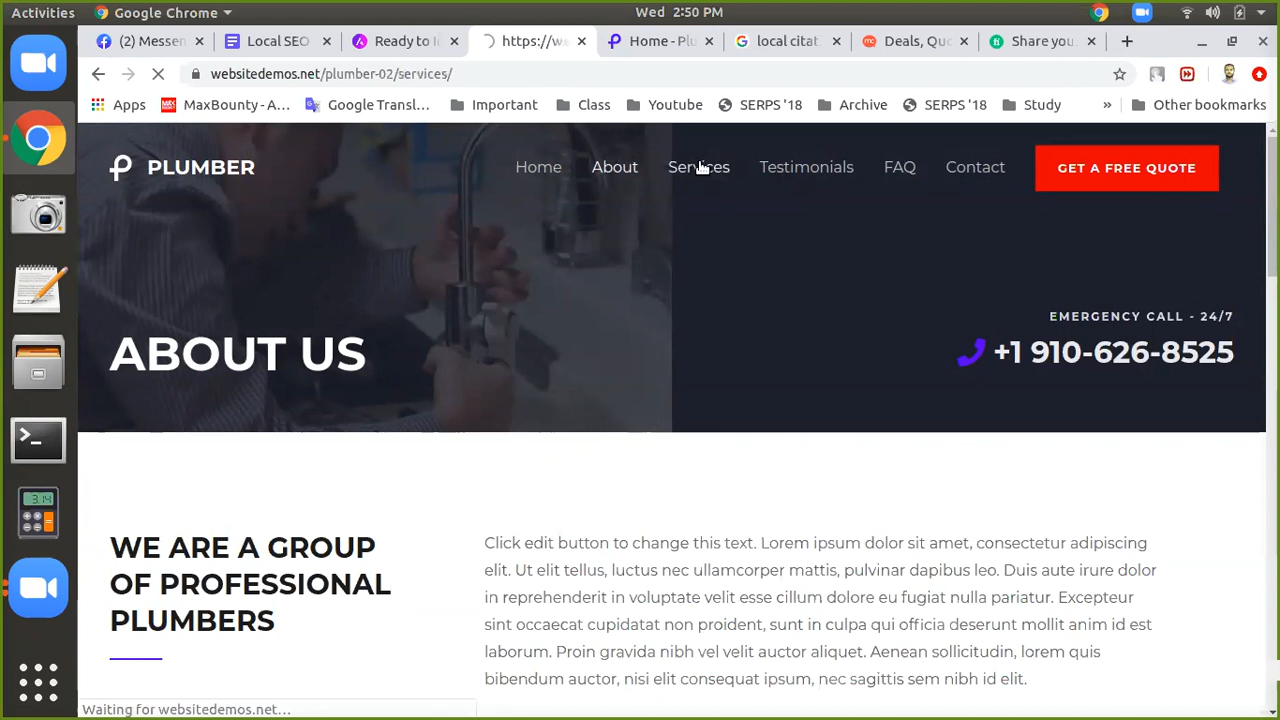 Activities
Google Chrome
Wed 2:50 PM
(2) Messen
Local SEO
Ready to I
https://we
Home - Plu
local citat
Deals, Quo
Share you
websitedemos.net/plumber-02/services/
Apps
MaxBounty - A...
Google Transl...
Important
Class
Youtube
SERPS '18
Archive
SERPS '18
Study
»
Other bookmarks
PLUMBER
Home
About
Services
Testimonials
FAQ
Contact
GET A FREE QUOTE
EMERGENCY CALL - 24/7
ABOUT US
+1 910-626-8525
WE ARE A GROUP
OF PROFESSIONAL
PLUMBERS
Click edit button to change this text. Lorem ipsum dolor sit amet, consectetur adipiscing
elit. Ut elit tellus, luctus nec ullamcorper mattis, pulvinar dapibus leo. Duis aute irure dolor
in reprehenderit in voluptate velit esse cillum dolore eu fugiat nulla pariatur. Excepteur
sint occaecat cupidatat non proident, sunt in culpa qui officia deserunt mollit anim id est
laborum. Proin gravida nibh vel velit auctor aliquet. Aenean sollicitudin, lorem quis
bibendum auctor, nisi elit consequat ipsum, nec sagittis sem nibh id elit.
Waiting for websitedemos.net...